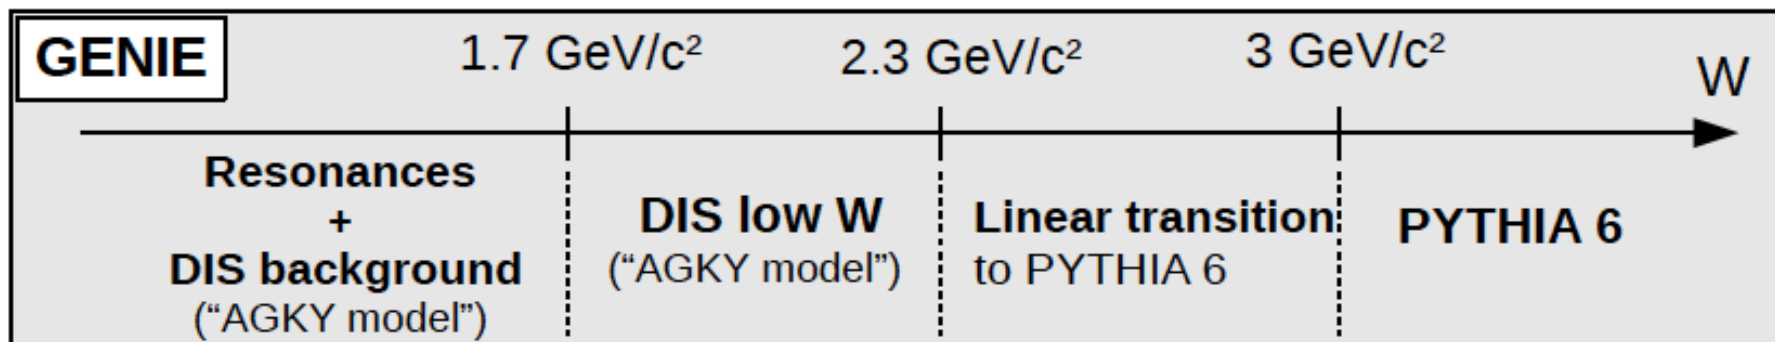 GENIE
1.7 GeV/c²
2.3 GeV/c²
3 GeV/c²
W
Resonances
+
DIS background
(“AGKY model”)
DIS low W
(“AGKY model”)
Linear transition
to PYTHIA 6
PYTHIA 6